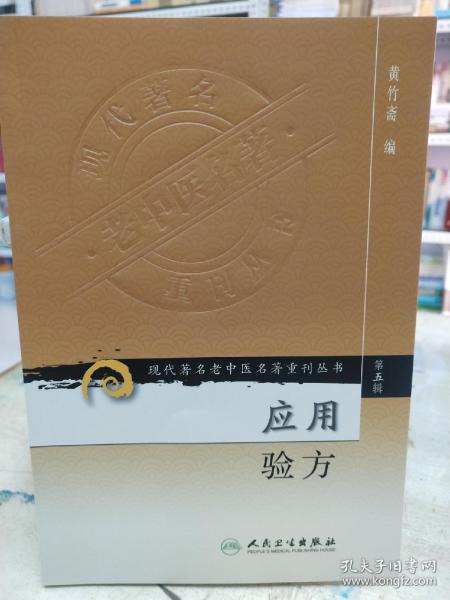 黄竹斋 编
现代著名
老中医名著
重刊丛书
现代著名老中医名著重刊丛书
第五辑
应用
验方
人民卫生出版社
PEOPLE'S MEDICAL PUBLISHING HOUSE
孔夫子旧书网
www.kongfz.com